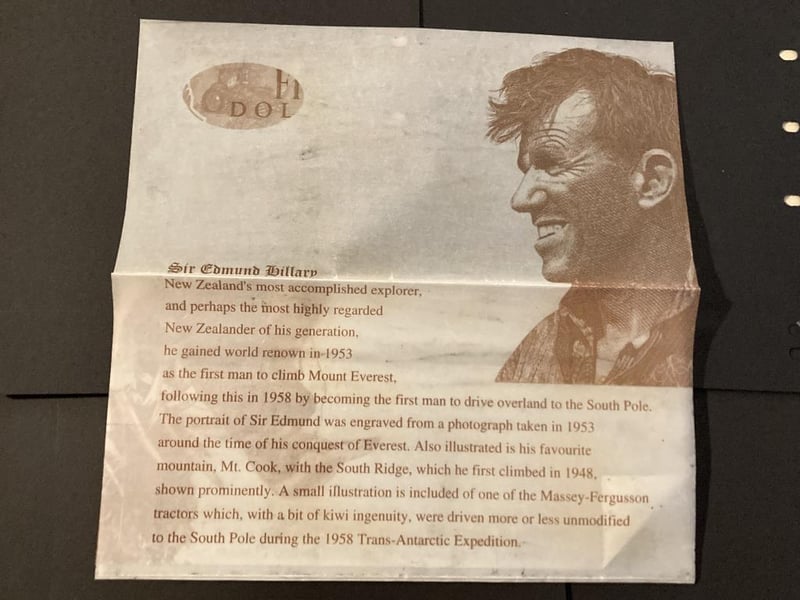 FI
DOL
Sir Edmund Hillary
New Zealand's most accomplished explorer,
and perhaps the most highly regarded
New Zealander of his generation,
he gained world renown in 1953
as the first man to climb Mount Everest,
following this in 1958 by becoming the first man to drive overland to the South Pole.
The portrait of Sir Edmund was engraved from a photograph taken in 1953
around the time of his conquest of Everest. Also illustrated is his favourite
mountain, Mt. Cook, with the South Ridge, which he first climbed in 1948,
shown prominently. A small illustration is included of one of the Massey-Fergusson
tractors which, with a bit of kiwi ingenuity, were driven more or less unmodified
to the South Pole during the 1958 Trans-Antarctic Expedition.